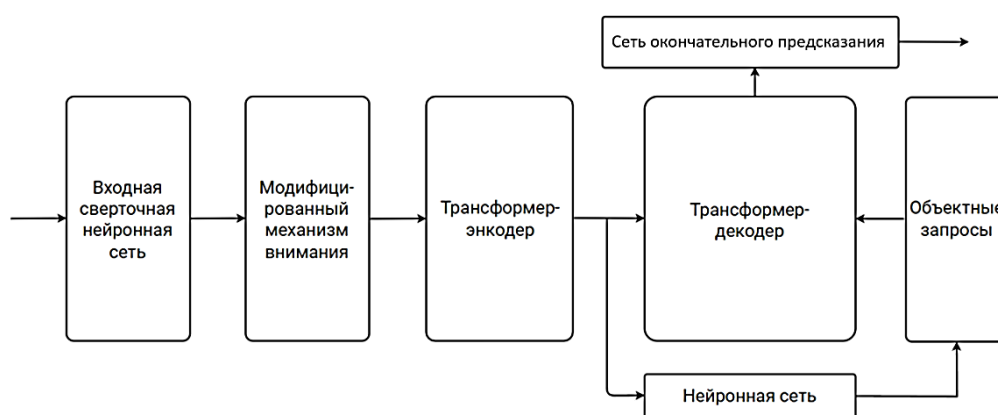 Сеть окончательного предсказания
Входная
сверточная
нейронная
сеть
Модифици-
рованный
механизм
внимания
Трансформер-
энкодер
Трансформер-
декодер
Объектные
запросы
Нейронная сеть